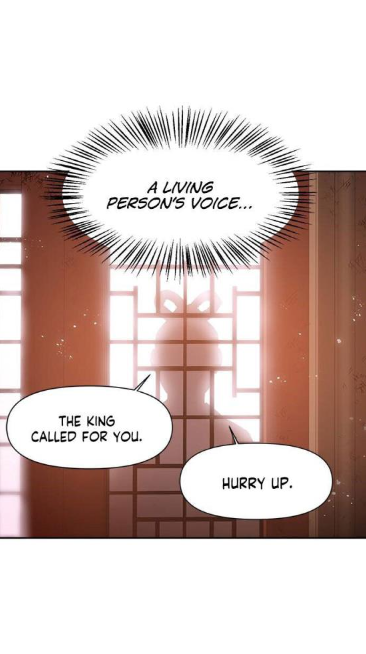 A LIVING
PERSON'S VOICE...
THE KING
CALLED FOR YOU.
HURRY UP.